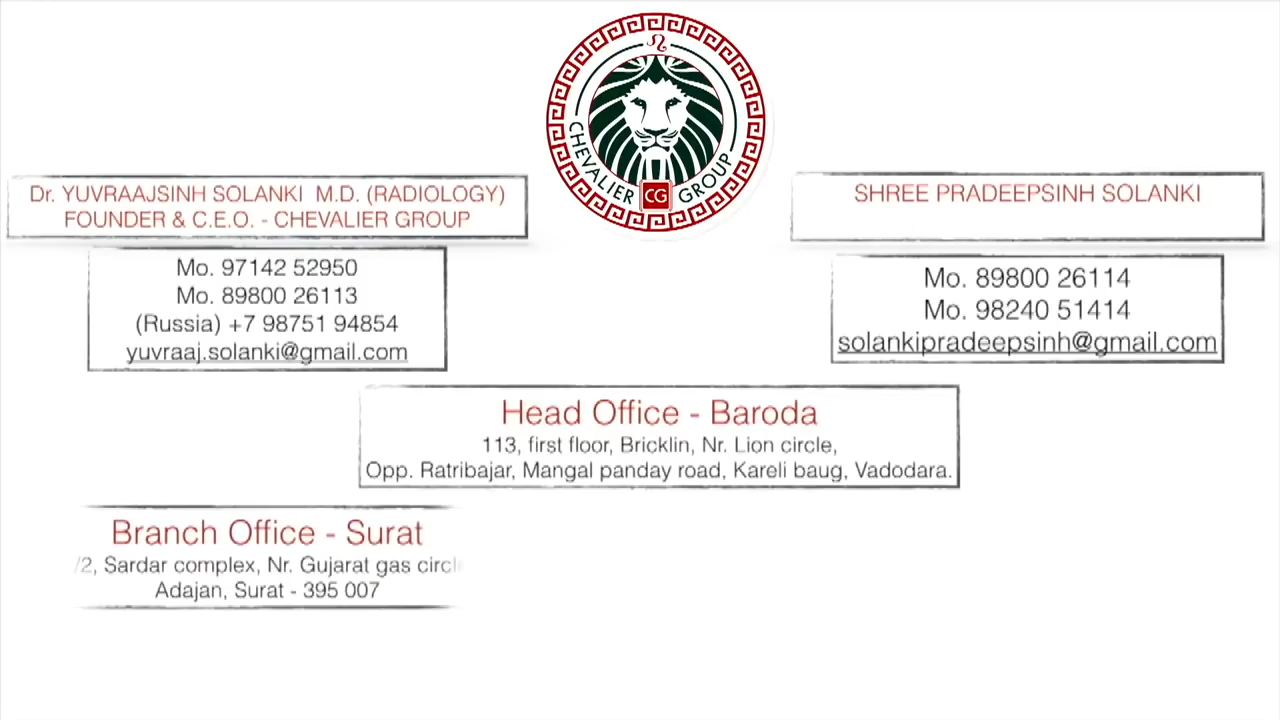 CHEVALIER CG GROUP
Dr. YUVRAAJSINH SOLANKI M.D. (RADIOLOGY)
FOUNDER & C.E.O. - CHEVALIER GROUP
Mo. 97142 52950
Mo. 89800 26113
(Russia) +7 98751 94854
yuvraaj.solanki@gmail.com
SHREE PRADEEPSINH SOLANKI
Mo. 89800 26114
Mo. 98240 51414
solankipradeepsinh@gmail.com
Head Office - Baroda
113, first floor, Bricklin, Nr. Lion circle,
Opp. Ratribajar, Mangal panday road, Kareli baug, Vadodara.
Branch Office - Surat
/2, Sardar complex, Nr. Gujarat gas circle
Adajan, Surat - 395 007